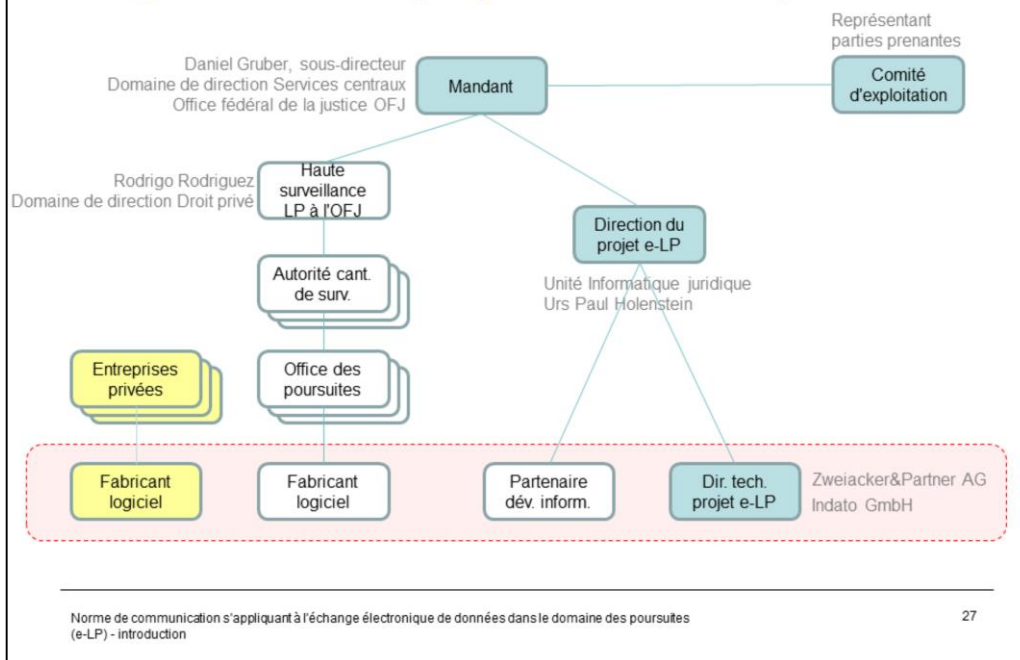 Représentant
parties prenantes
Daniel Gruber, sous-directeur
Domaine de direction Services centraux
Office fédéral de la justice OFJ
Mandant
Comité
d'exploitation
Rodrigo Rodriguez
Domaine de direction Droit privé
Haute
surveillance
LP à l'OFJ
Direction du
projet e-LP
Unité Informatique juridique
Urs Paul Holenstein
Autorité cant.
de surv.
Entreprises
privées
Office des
poursuites
Fabricant
logiciel
Fabricant
logiciel
Partenaire
dév. inform.
Dir. tech.
projet e-LP
Zweiacker&Partner AG
Indato GmbH
Norme de communication s'appliquant à l'échange électronique de données dans le domaine des poursuites
(e-LP) - introduction
27